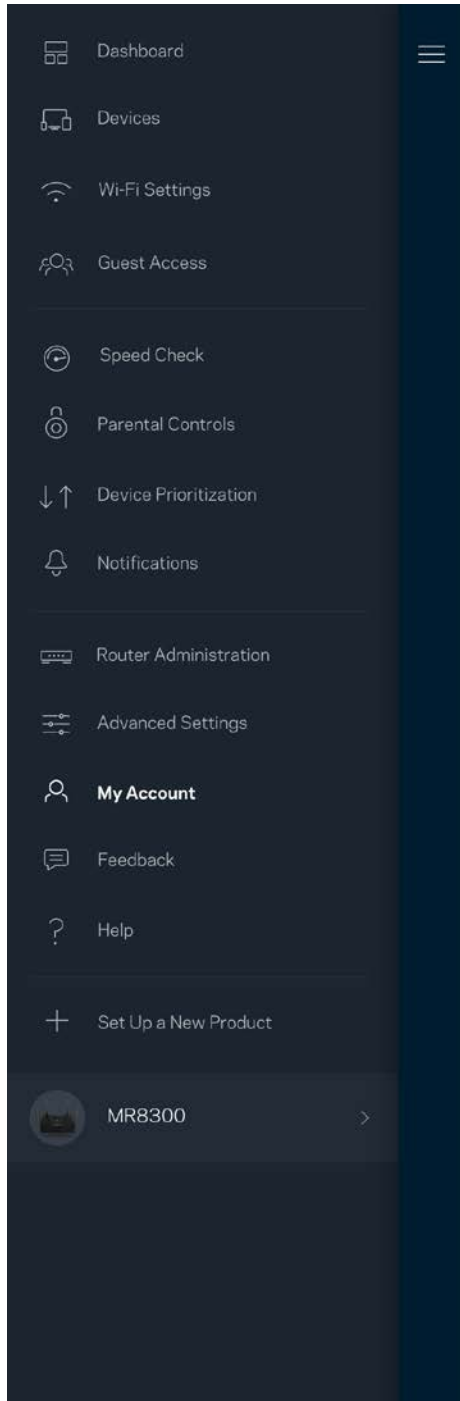 Dashboard
Devices
Wi-Fi Settings
Guest Access
Speed Check
Parental Controls
Device Prioritization
Notifications
Router Administration
Advanced Settings
My Account
Feedback
Help
Set Up a New Product
MR8300